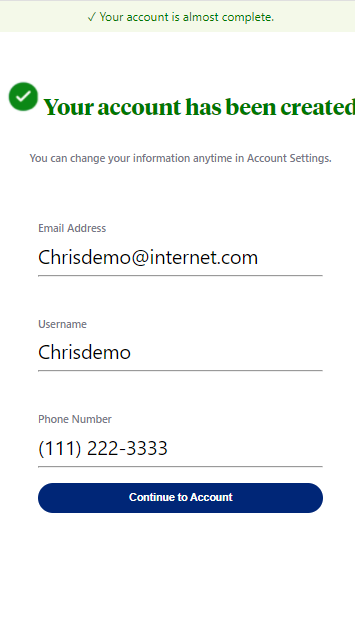 ✓ Your account is almost complete.
Your account has been created
You can change your information anytime in Account Settings.
Email Address
Chrisdemo@internet.com
Username
Chrisdemo
Phone Number
(111) 222-3333
Continue to Account